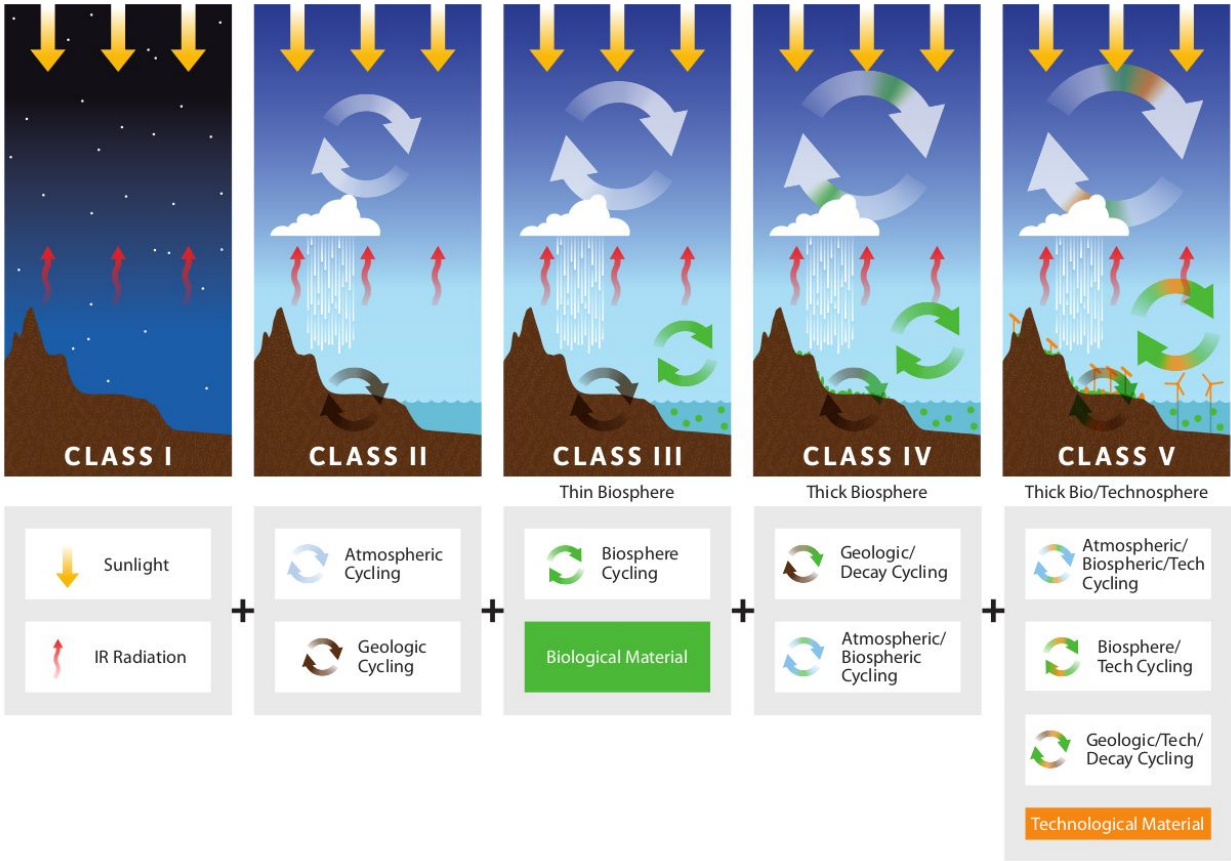 CLASS I
CLASS II
CLASS III
CLASS IV
CLASS V
Thin Biosphere
Thick Biosphere
Thick Bio/Technosphere
Sunlight
IR Radiation
+
Atmospheric
Cycling
Geologic
Cycling
+
Biosphere
Cycling
Biological Material
+
Geologic/
Decay Cycling
Atmospheric/
Biospheric
Cycling
+
Atmospheric/
Biospheric/Tech
Cycling
Biosphere/
Tech Cycling
Geologic/Tech/
Decay Cycling
Technological Material